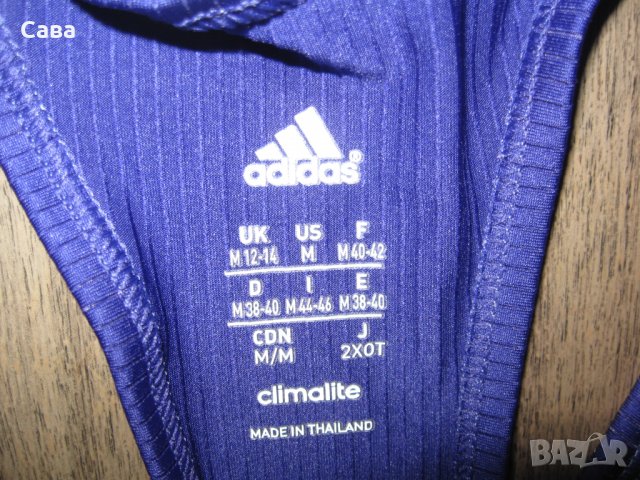 Сава
adidas®
UK US F
M 12-14 M M 40-42
D I E
M 38-40 M 44-46 M 38-40
CDN J
M/M 2XOT
climalite
MADE IN THAILAND
BAZAR